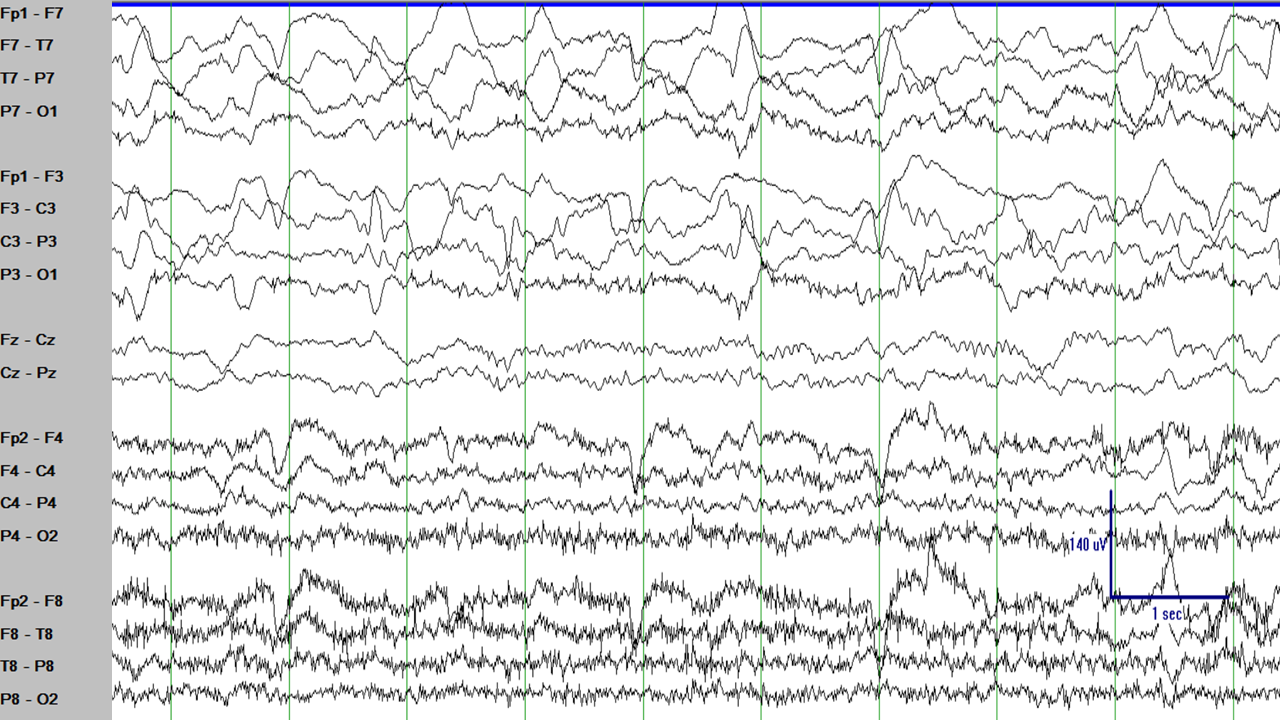 Fp1 - F7
F7 - T7
T7 - P7
P7 - O1
Fp1 - F3
F3 - C3
C3 - P3
P3 - O1
Fz - Cz
Cz - Pz
Fp2 - F4
F4 - C4
C4 - P4
P4 - O2
140 uV
Fp2 - F8
1 sec
F8 - T8
T8 - P8
P8 - O2